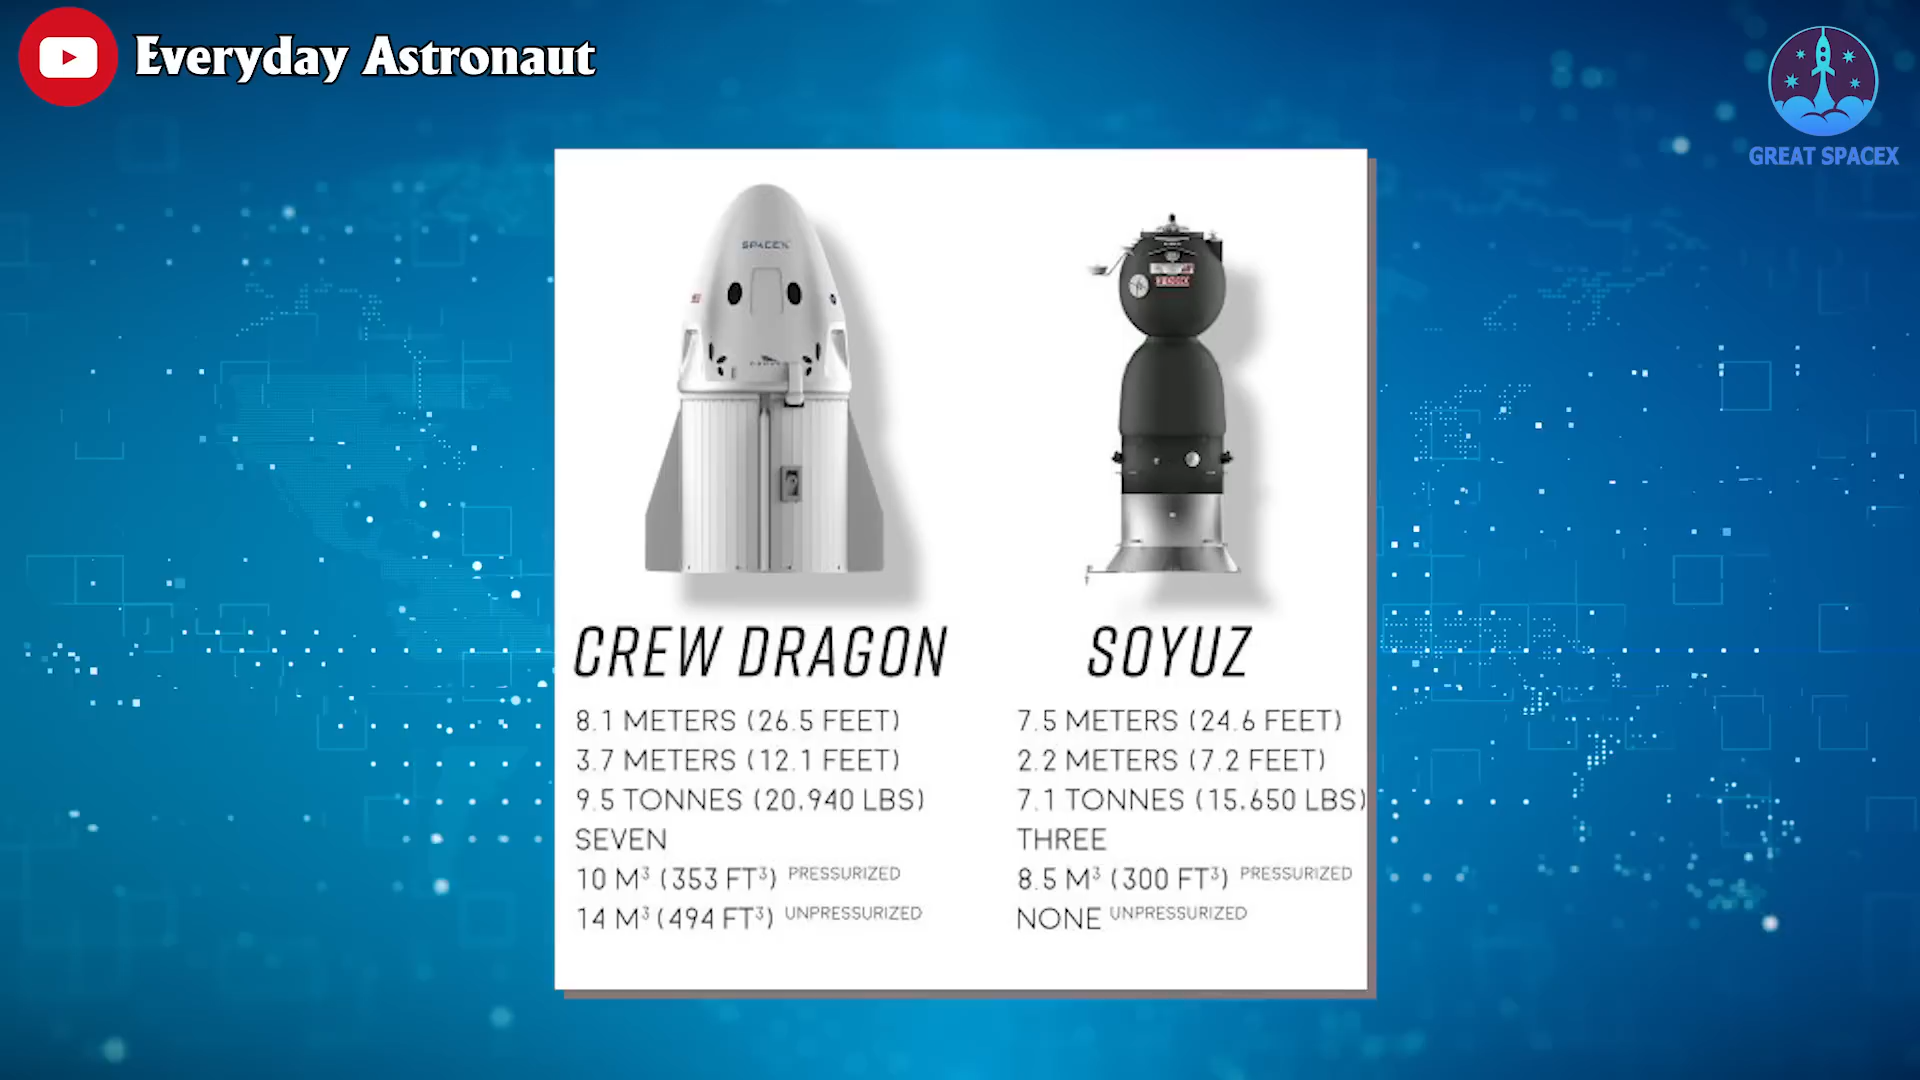 Everyday Astronaut
GREAT SPACEX
SPACEX
CREW DRAGON
8.1 METERS (26.5 FEET)
3.7 METERS (12.1 FEET)
9.5 TONNES (20,940 LBS)
SEVEN
10 M³ (353 FT³) PRESSURIZED
14 M³ (494 FT³) UNPRESSURIZED
SOYUZ
7.5 METERS (24.6 FEET)
2.2 METERS (7.2 FEET)
7.1 TONNES (15,650 LBS)
THREE
8.5 M³ (300 FT³) PRESSURIZED
NONE UNPRESSURIZED